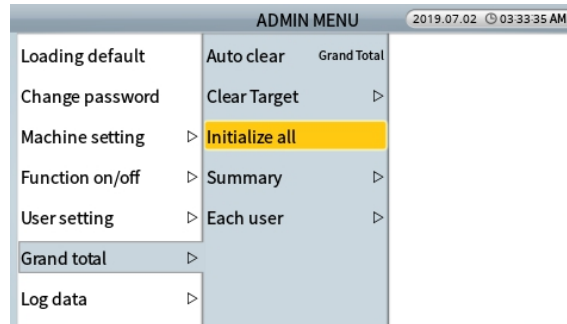 ADMIN MENU
2019.07.02 03:33:35 AM
Loading default
Change password
Machine setting
Function on/off
User setting
Grand total
Log data
Auto clear Grand Total
Clear Target
Initialize all
Summary
Each user